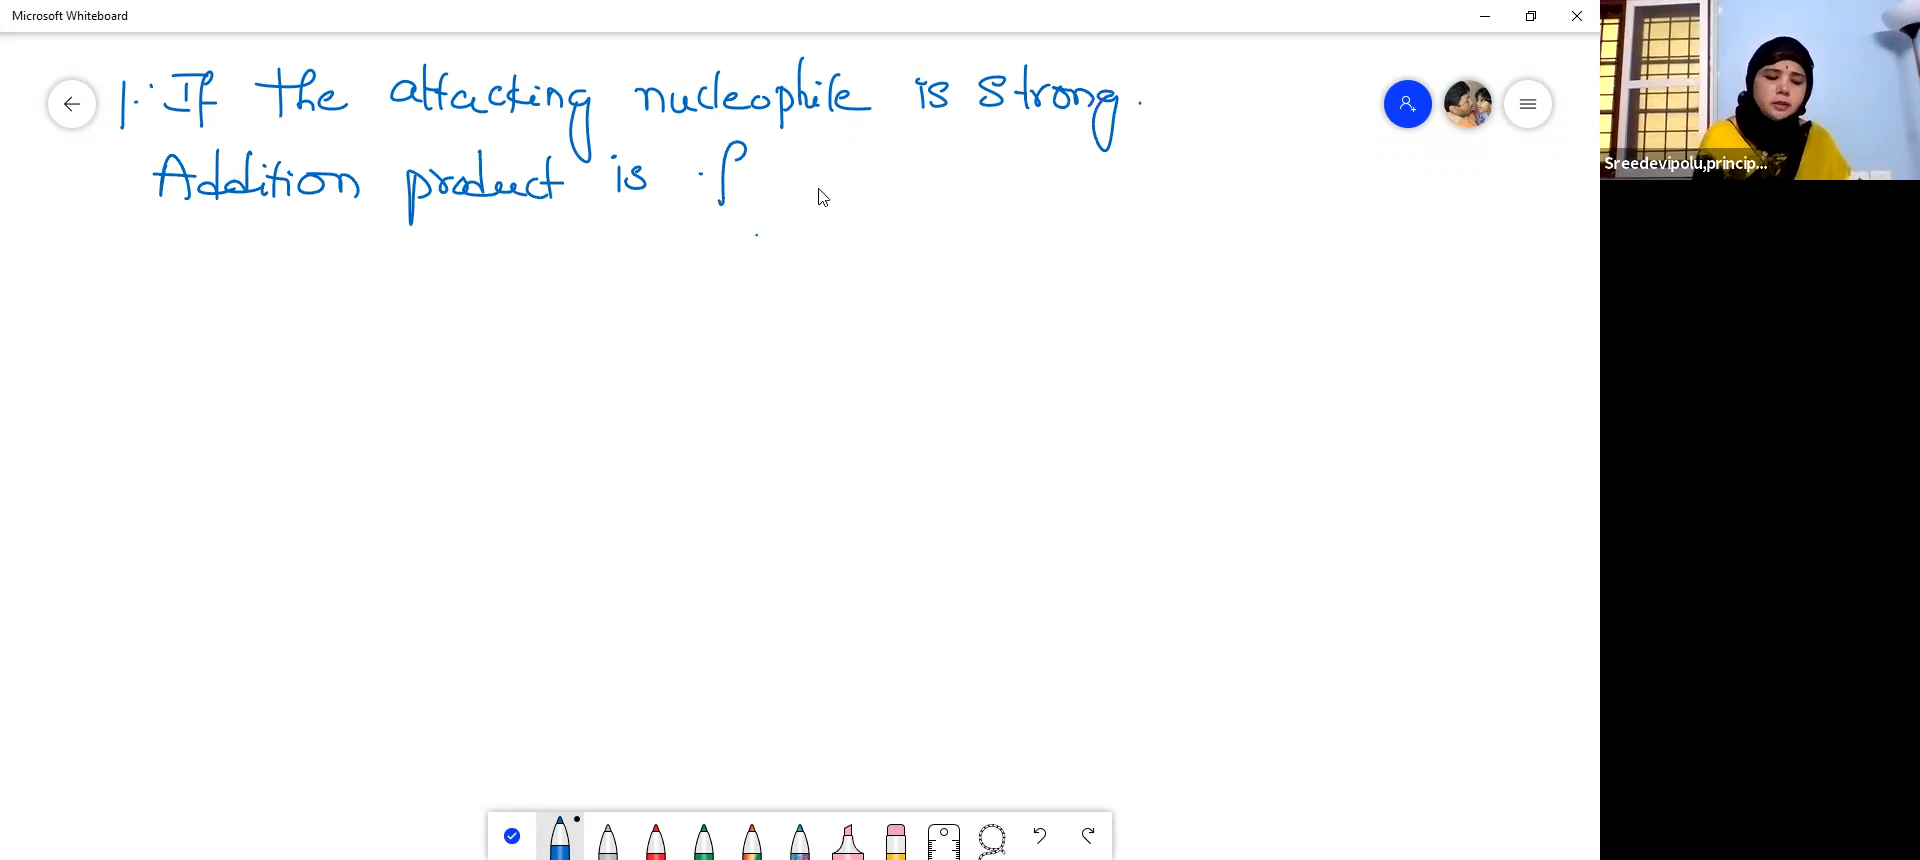 Microsoft Whiteboard
1. If the attacking nucleophile is strong.
Addition product is f
Sreedevipolu,princip...